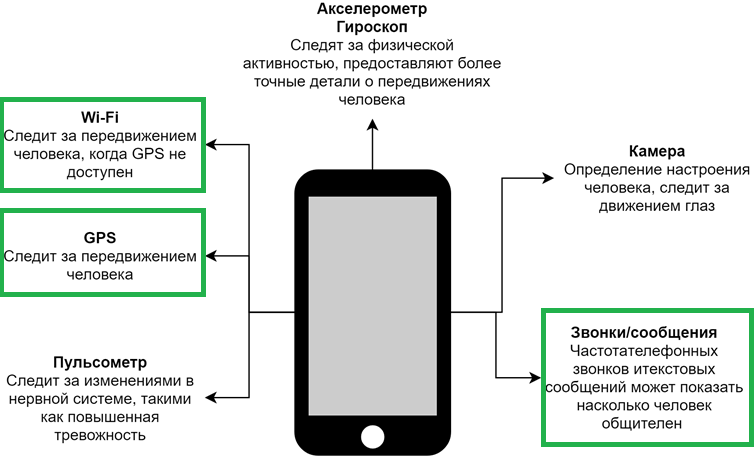 Акселерометр
Гироскоп
Следят за физической
активностью, предоставляют более
точные детали о передвижениях
человека
Wi-Fi
Следит за передвижением
человека, когда GPS не
доступен
GPS
Следит за передвижением
человека
Пульсометр
Следит за изменениями в
нервной системе, такими
как повышенная
тревожность
Камера
Определение настроения
человека, следит за
движением глаз
Звонки/сообщения
Частотателефонных
звонков итекстовых
сообщений может показать
насколько человек
общителен